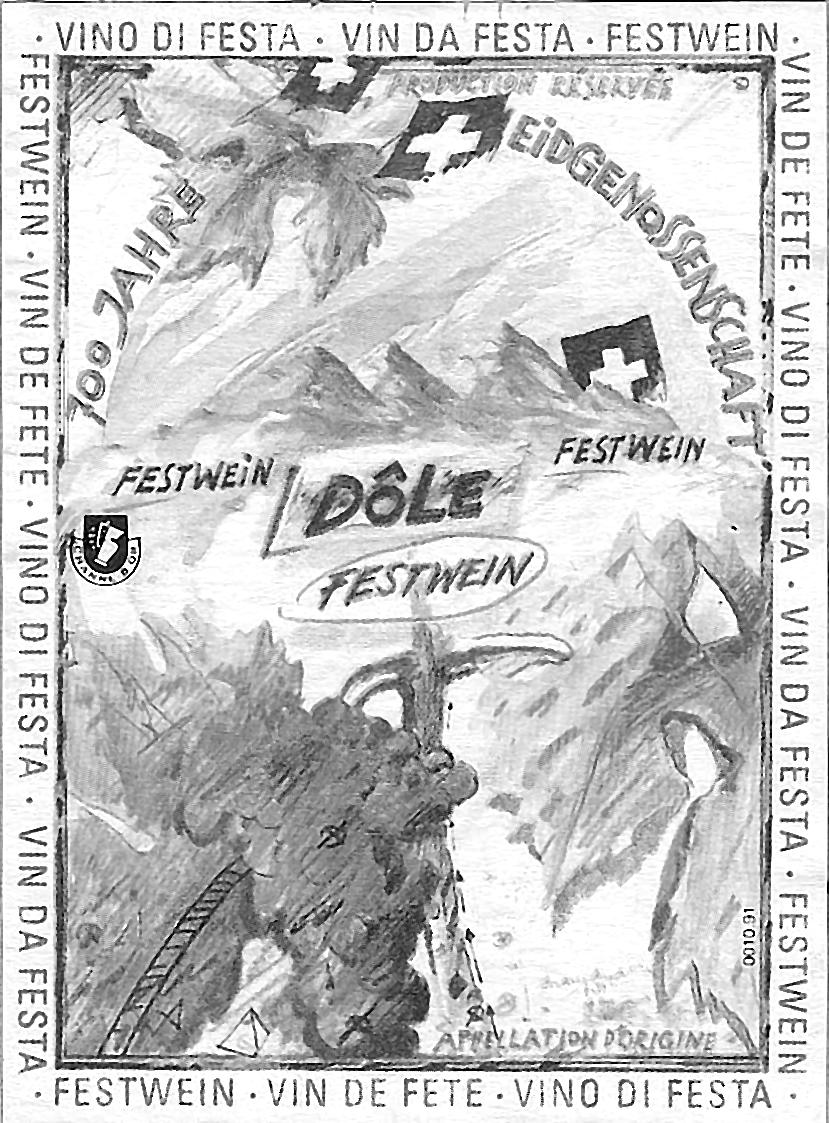 · VINO DI FESTA · VIN DA FESTA · FESTWEIN ·
FESTWEIN · VIN DE FETE · VINO DI FESTA · VIN DA FESTA
VIN DE FETE · VINO DI FESTA · VIN DA FESTA · FESTWEIN
PRODUCTION RÉSERVÉE
700 JAHRE
EIDGENOSSENSCHAFT
FESTWEIN
FESTWEIN
DÔLE
FESTWEIN
CHANNE D'OR
0010.91
APPELLATION D'ORIGINE
· FESTWEIN · VIN DE FETE · VINO DI FESTA ·